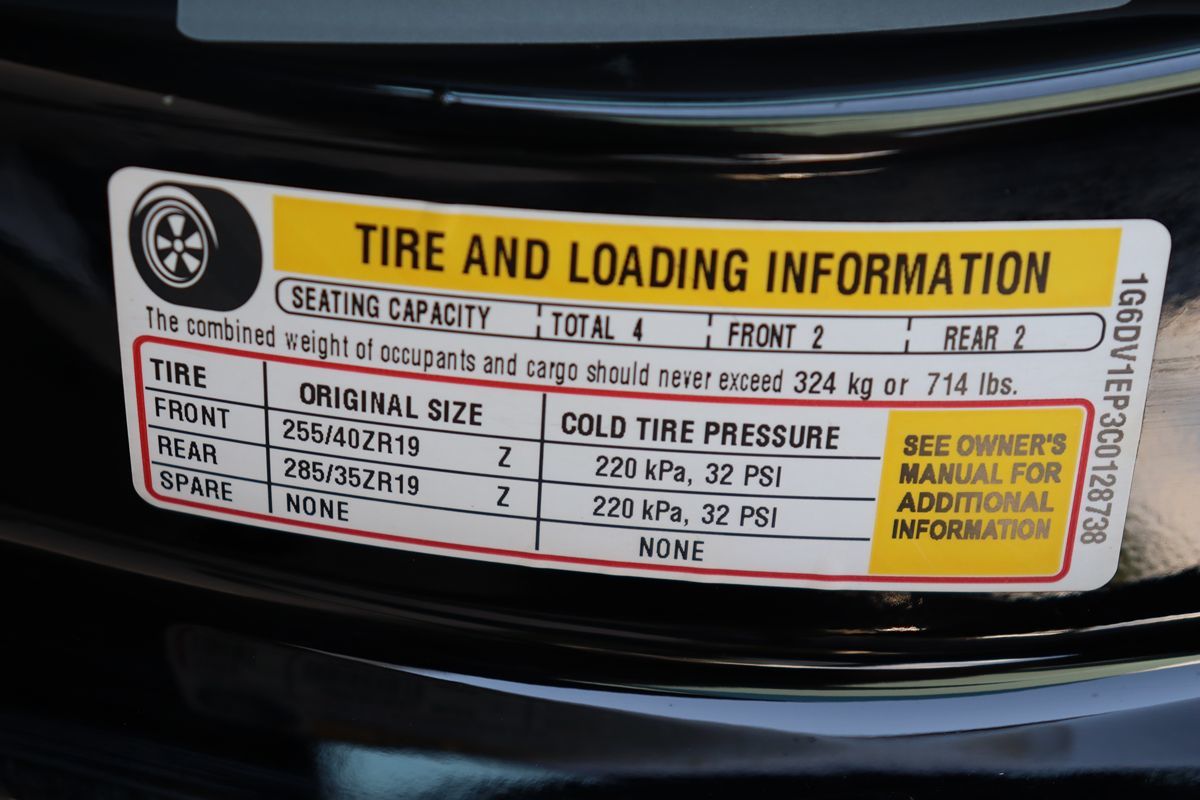 TIRE AND LOADING INFORMATION
SEATING CAPACITY TOTAL 4 FRONT 2 REAR 2
The combined weight of occupants and cargo should never exceed 324 kg or 714 lbs.
TIRE ORIGINAL SIZE COLD TIRE PRESSURE
FRONT 255/40ZR19 Z 220 kPa, 32 PSI
REAR 285/35ZR19 Z 220 kPa, 32 PSI
SPARE NONE NONE
SEE OWNER'S
MANUAL FOR
ADDITIONAL
INFORMATION
1G6DV1EP3C0128738